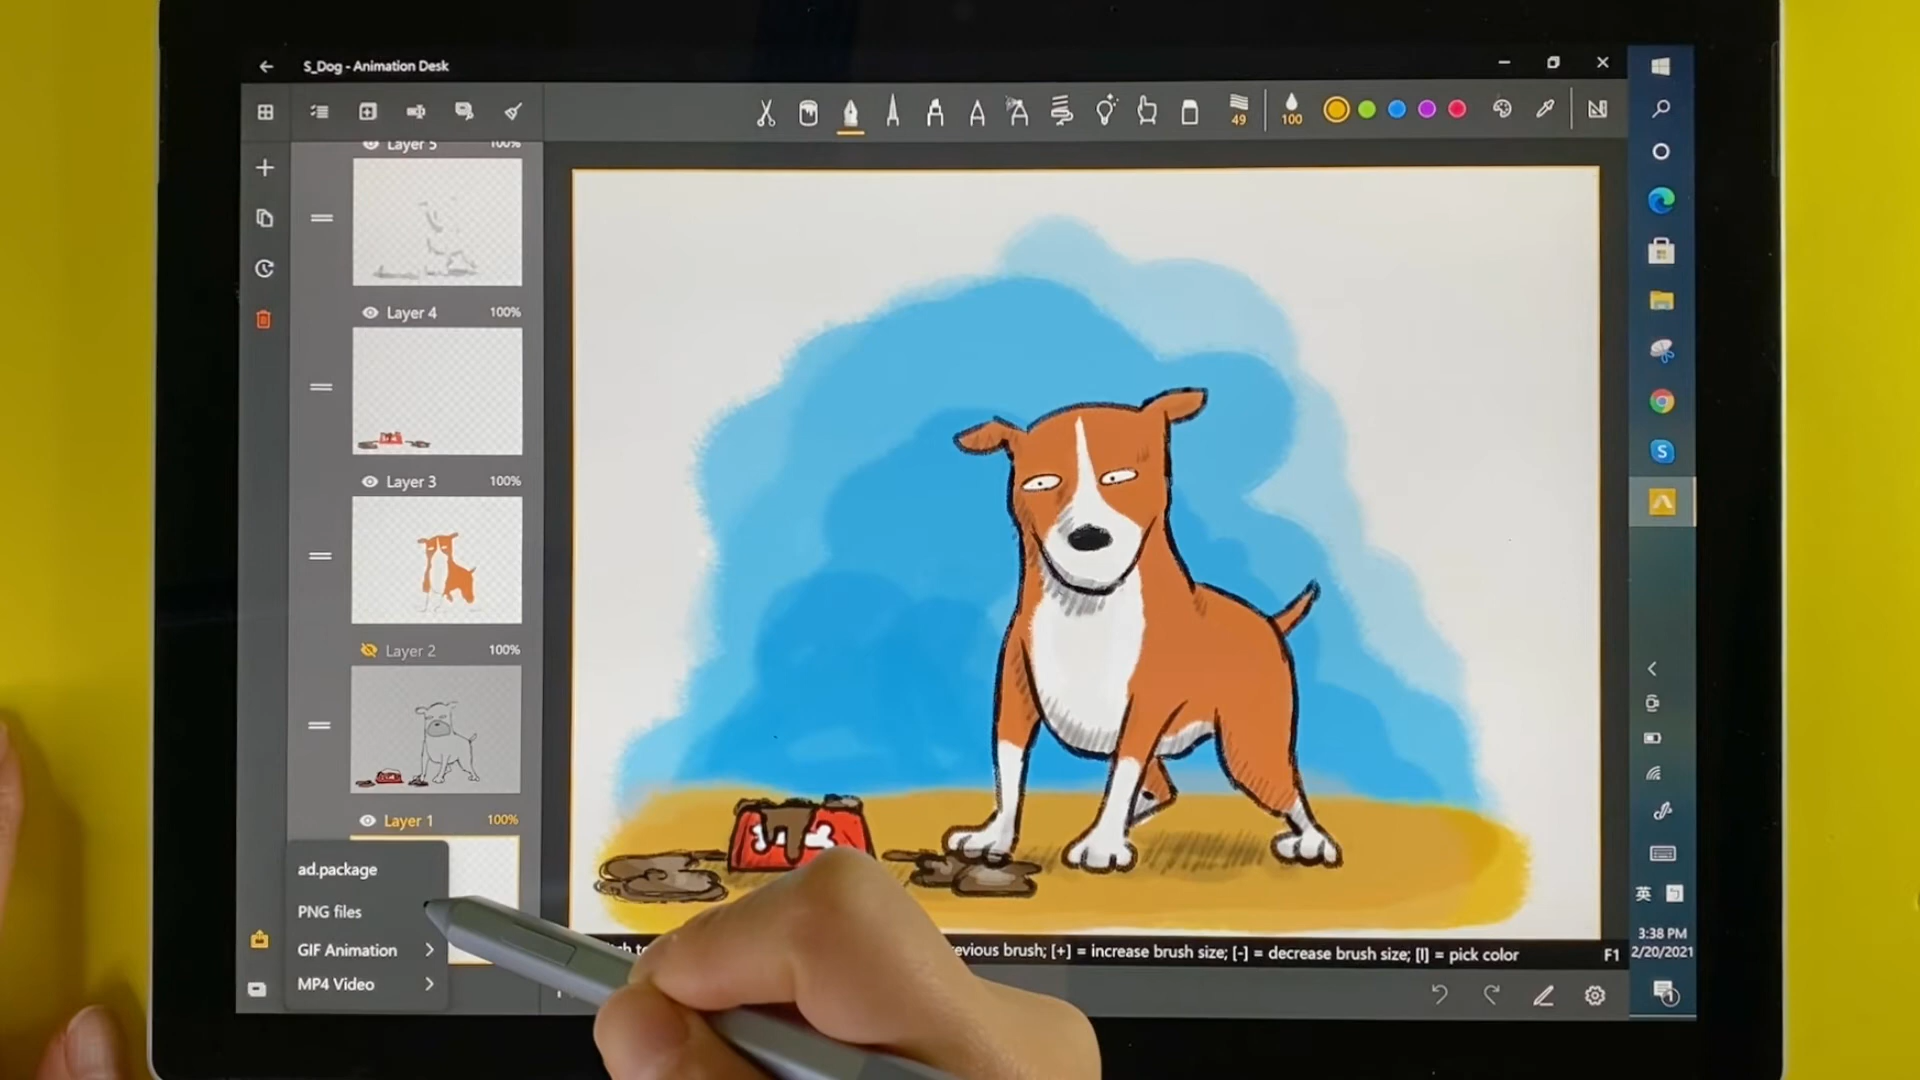 S_Dog - Animation Desk
49
100
Layer 5 100%
Layer 4 100%
Layer 3 100%
Layer 2 100%
Layer 1 100%
ad.package
PNG files
GIF Animation
MP4 Video
brush; [+] = increase brush size; [-] = decrease brush size; [I] = pick color F1
S
英
3:38 PM
2/20/2021
1